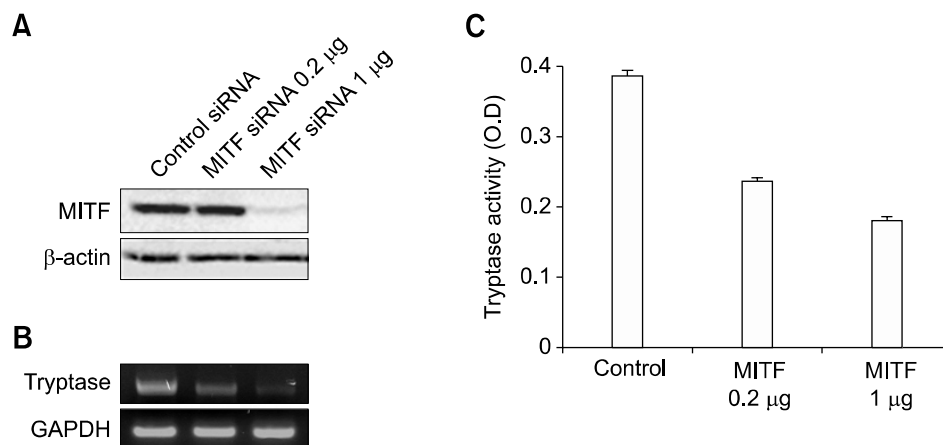 A
Control siRNA
MITF siRNA 0.2 μg
MITF siRNA 1 μg
MITF
β-actin
B
Tryptase
GAPDH
C
Tryptase activity (O.D)
0.4
0.3
0.2
0.1
0
Control
MITF
0.2 μg
MITF
1 μg